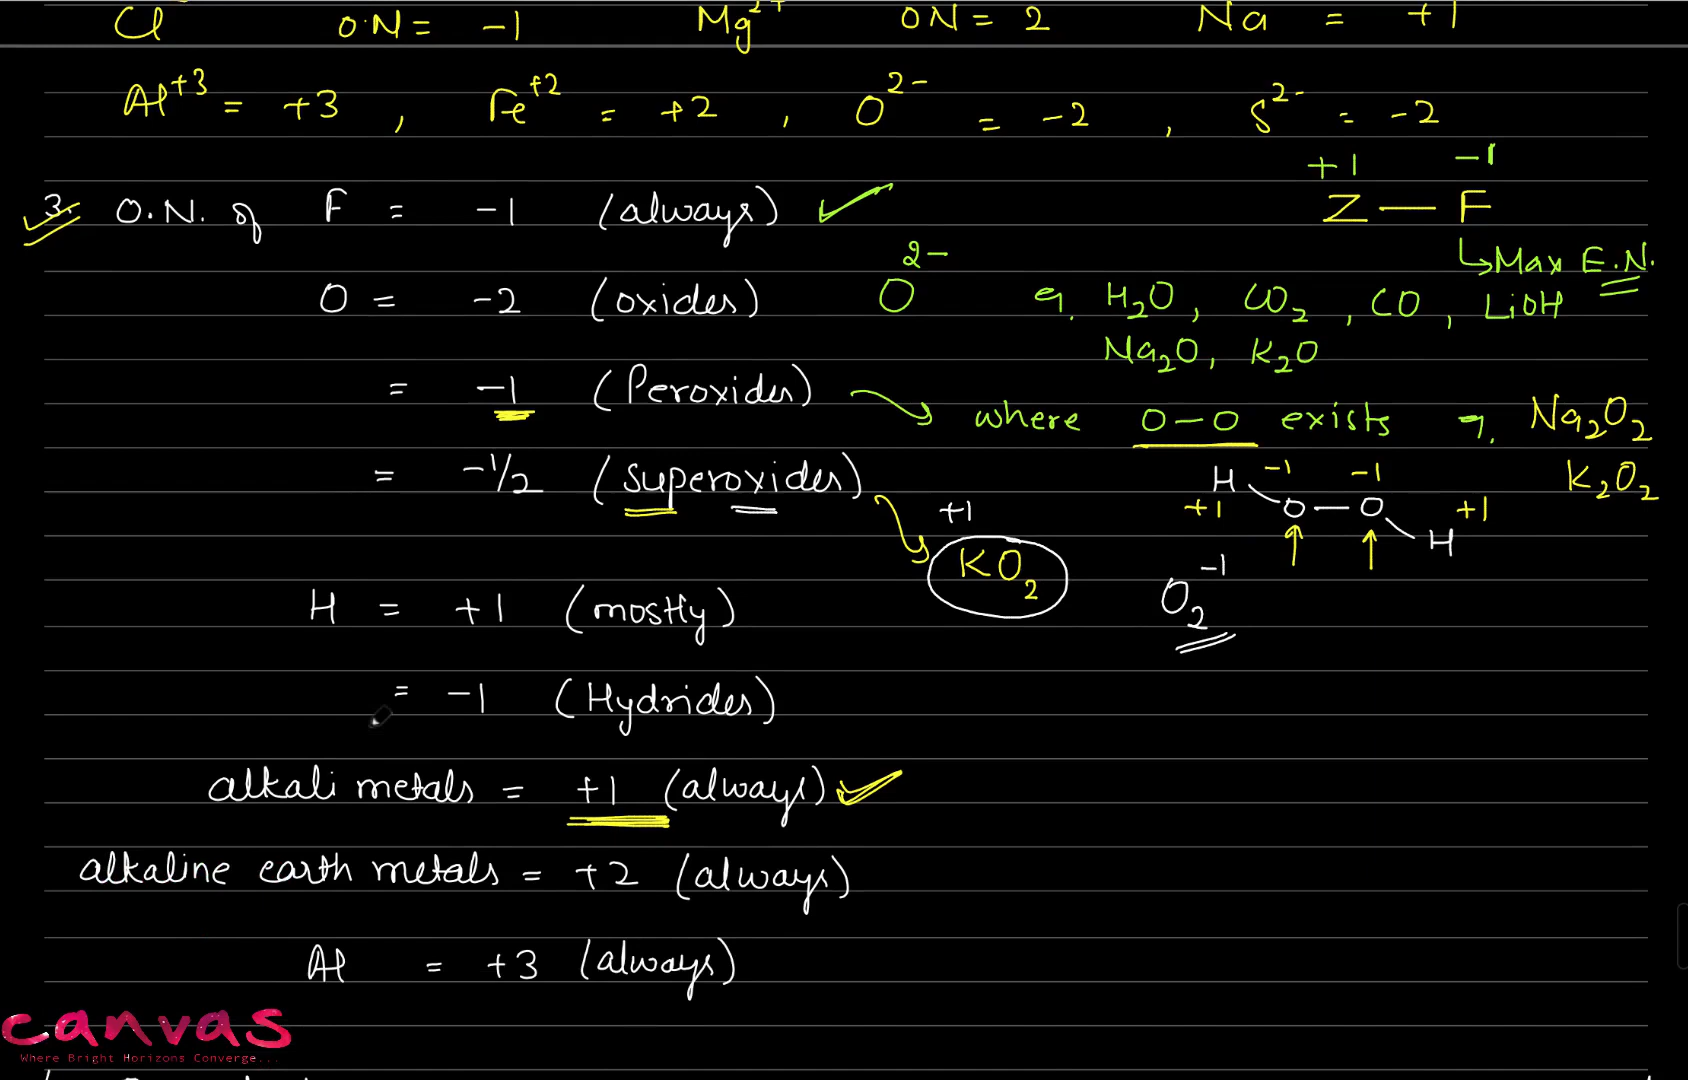 Cl O.N = -1 Mg²⁺ ON = 2 Na = +1
Al⁺³ = +3 , Fe⁺² = +2 , O²⁻ = -2 , S²⁻ = -2
3. O.N. of F = -1 (always) ✓
+1 -1
Z — F
↳ Max E.N.
O = -2 (oxides) O²⁻ eg. H₂O, CO₂, CO, LiOH
Na₂O, K₂O
= -1 (Peroxides) → where O-O exists eg. Na₂O₂
K₂O₂
H -1 -1
+1 O — O +1
H
= -1/2 (superoxides) → +1
KO₂ O₂⁻¹
H = +1 (mostly)
= -1 (Hydrides)
alkali metals = +1 (always) ✓
alkaline earth metals = +2 (always)
Al = +3 (always)
canvas
Where Bright Horizons Converge...